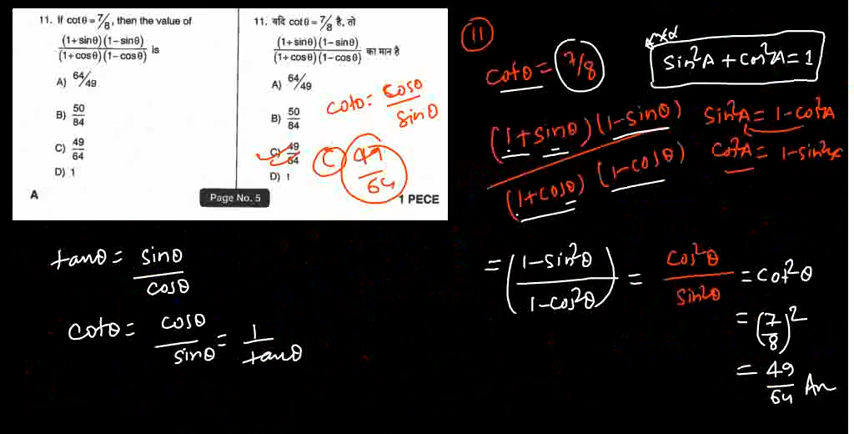 11. If cotθ = 7/8, then the value of
(1+sinθ)(1−sinθ)
(1+cosθ)(1−cosθ) is
A) 64/49
B) 50/84
C) 49/64
D) 1
A
11. यदि cotθ = 7/8 है, तो
(1+sinθ)(1−sinθ)
(1+cosθ)(1−cosθ) का मान है
A) 64/49
B) 50/84
C) 49/64
D) 1
cotθ = cosθ/sinθ
C 49/64
Page No. 5
1 PECE
tanθ = sinθ/cosθ
cotθ = cosθ/sinθ = 1/tanθ
11
cotθ = 7/8
Sin²A + Cos²A = 1
(1+sinθ)(1−sinθ)
(1+cosθ)(1−cosθ)
Sin²A = 1−cos²A
Cos²A = 1−sin²A
= (1−sin²θ/1−cos²θ) = Cos²θ/Sin²θ = Cot²θ
= (7/8)²
= 49/64 An